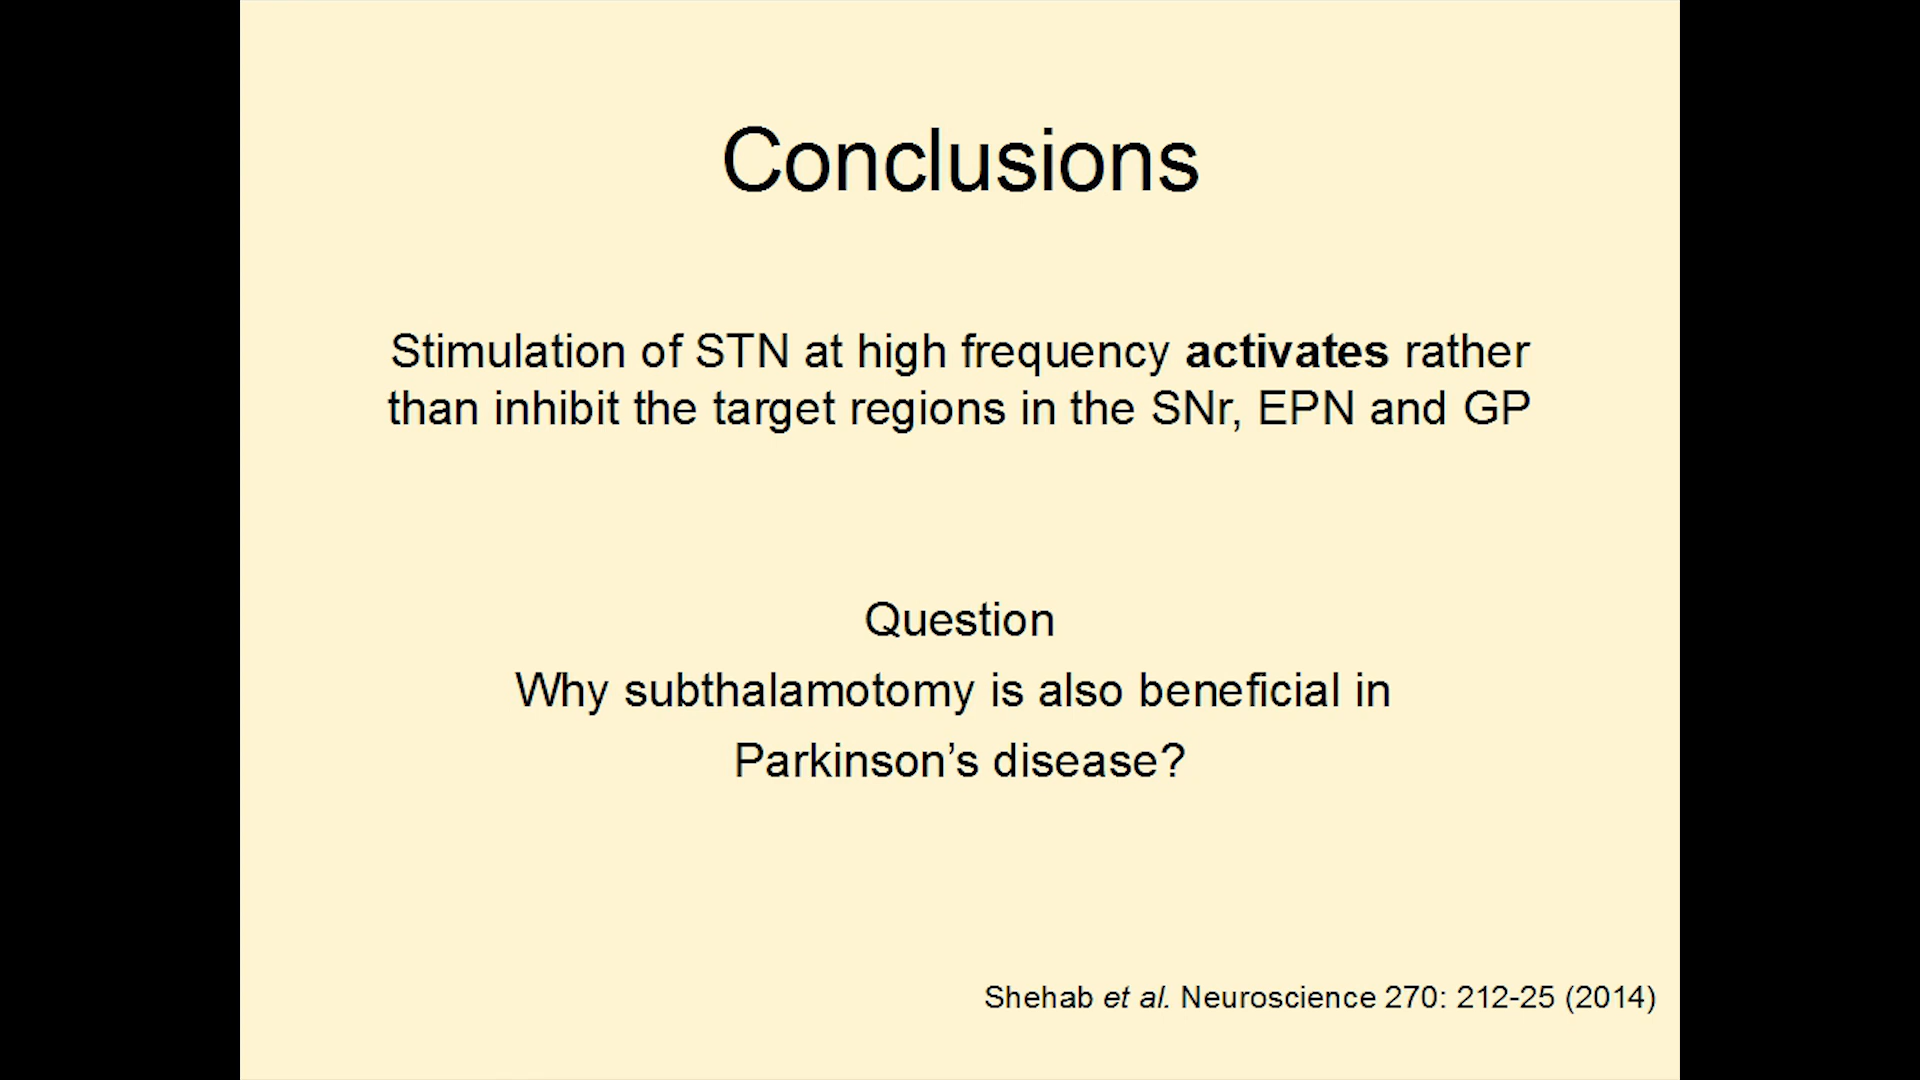 Conclusions
Stimulation of STN at high frequency activates rather
than inhibit the target regions in the SNr, EPN and GP
Question
Why subthalamotomy is also beneficial in
Parkinson’s disease?
Shehab et al. Neuroscience 270: 212-25 (2014)